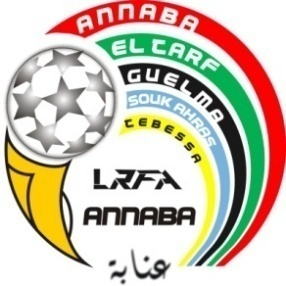 ANNABA
EL TARF
GUELMA
SOUK AHRAS
TEBESSA
LRFA
ANNABA
عنابة